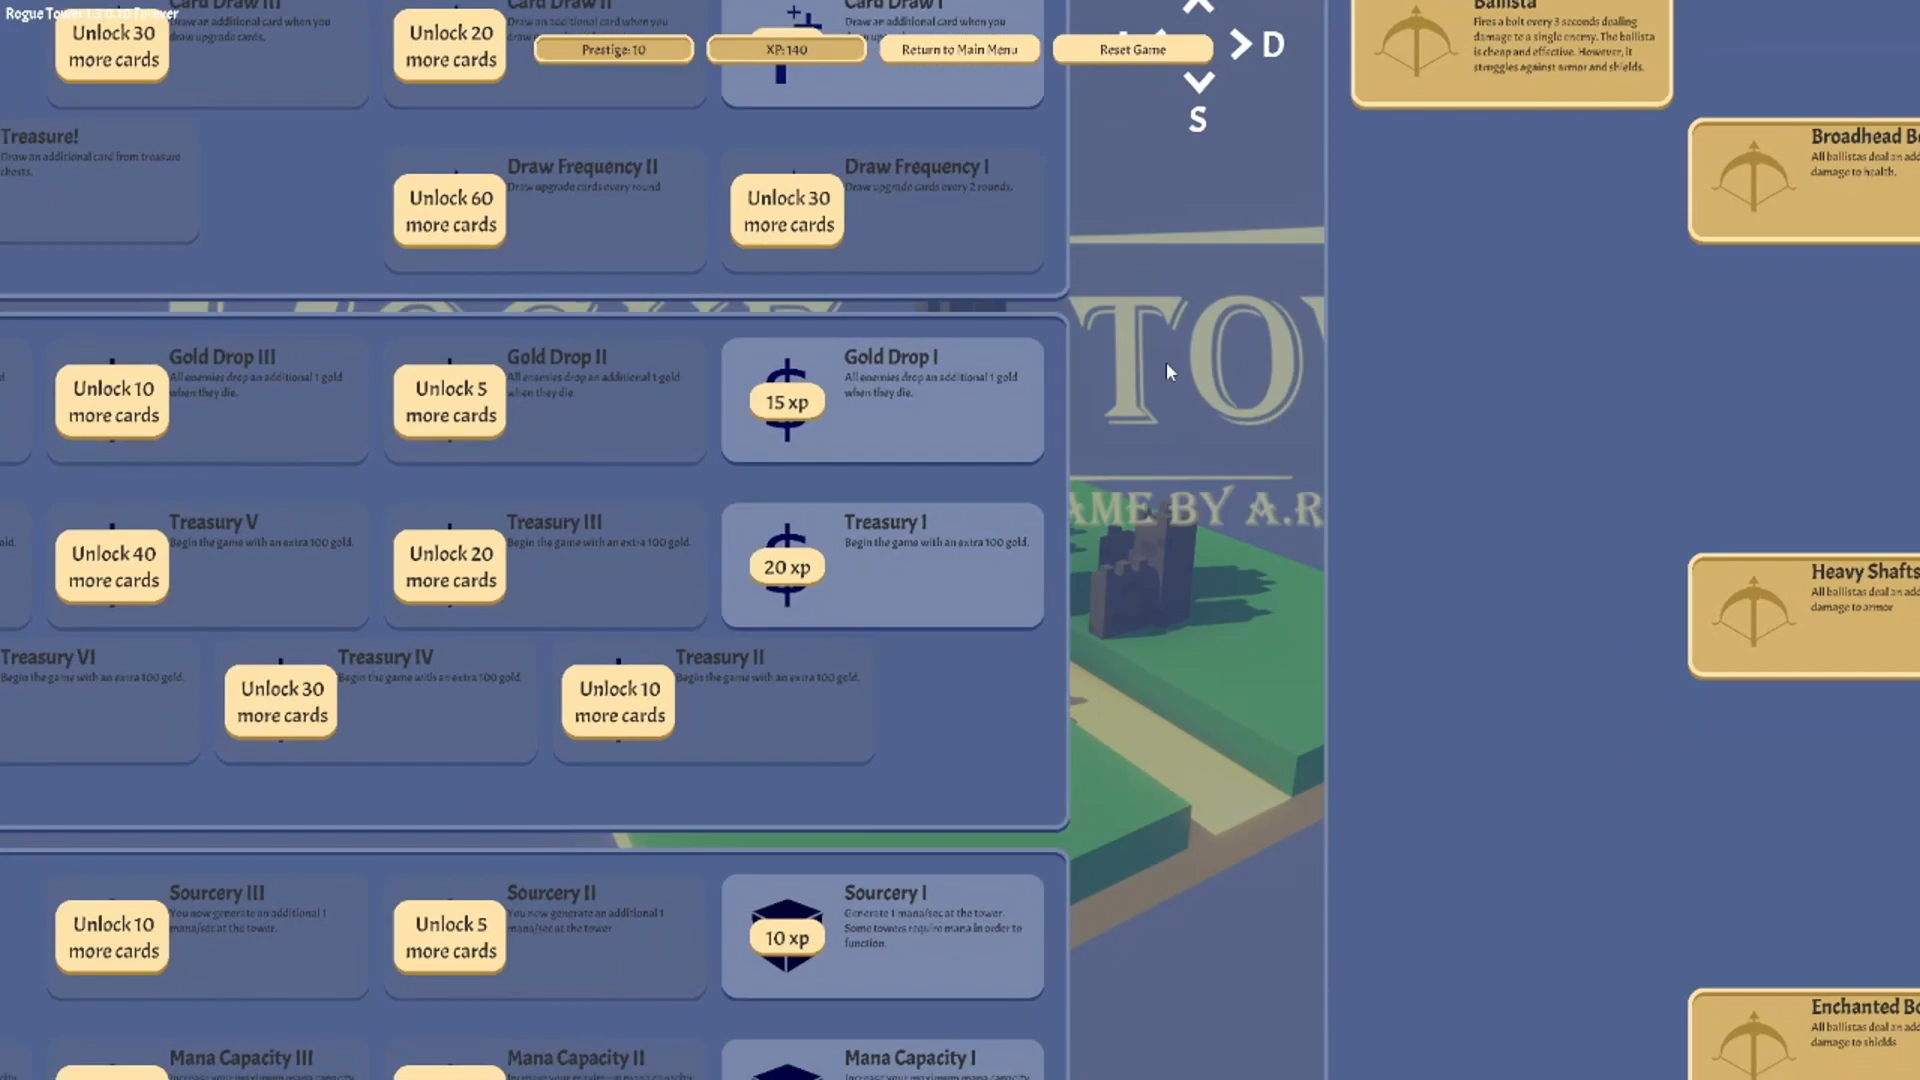 Rogue Tower
Card Draw III
Draw an additional card when you
draw upgrade cards.
Unlock 30
more cards
Card Draw II
Draw an additional card when you
Unlock 20
more cards
Card Draw I
Draw an additional card when you
Prestige: 10
XP: 140
Return to Main Menu
Reset Game
D
S
Ballista
Fires a bolt every 3 seconds dealing
damage to a single enemy. The ballista
is cheap and effective. However, it
struggles against armor and shields.
Treasure!
Draw an additional card from treasure
chests.
Draw Frequency II
Draw upgrade cards every round
Unlock 60
more cards
Draw Frequency I
Draw upgrade cards every 2 rounds.
Unlock 30
more cards
Broadhead B
All ballistas deal an add
damage to health.
TO
AME BY A.R
Gold Drop III
All enemies drop an additional 1 gold
when they die.
Unlock 10
more cards
Gold Drop II
All enemies drop an additional 1 gold
when they die.
Unlock 5
more cards
Gold Drop I
All enemies drop an additional 1 gold
when they die.
15 xp
old.
Treasury V
Begin the game with an extra 100 gold.
Unlock 40
more cards
Treasury III
Begin the game with an extra 100 gold.
Unlock 20
more cards
Treasury I
Begin the game with an extra 100 gold.
20 xp
Heavy Shafts
All ballistas deal an add
damage to armor
Treasury VI
Begin the game with an extra 100 gold.
Treasury IV
Begin the game with an extra 100 gold.
Unlock 30
more cards
Treasury II
Begin the game with an extra 100 gold.
Unlock 10
more cards
Sourcery III
You now generate an additional 1
mana/sec at the tower.
Unlock 10
more cards
Sourcery II
You now generate an additional 1
mana/sec at the tower
Unlock 5
more cards
Sourcery I
Generate 1 mana/sec at the tower.
Some towers require mana in order to
function.
10 xp
Enchanted Bo
All ballistas deal an add
damage to shields
Mana Capacity III
Mana Capacity II
Mana Capacity I